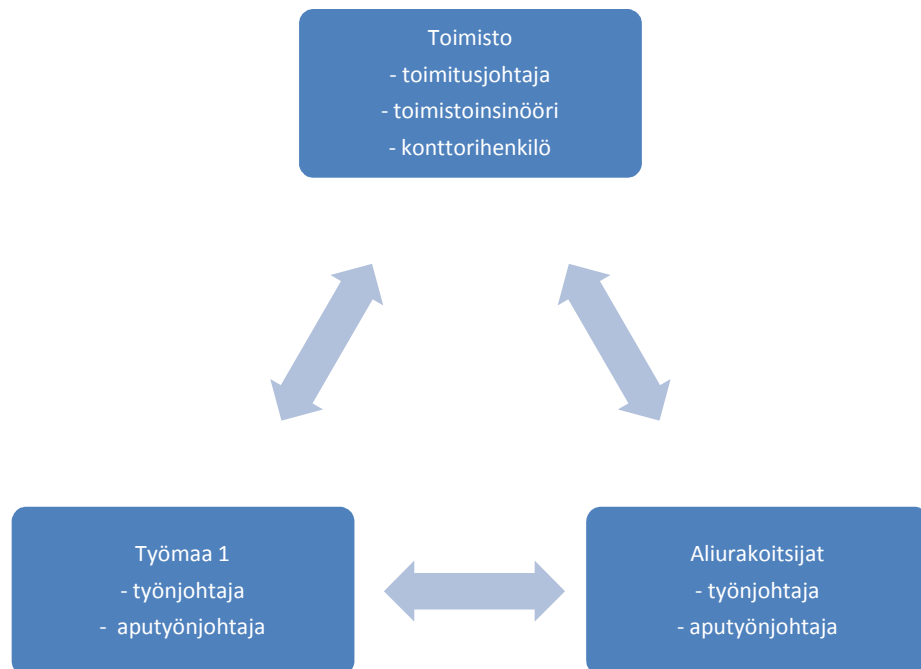 Toimisto
- toimitusjohtaja
- toimistoinsinööri
- konttorihenkilö
Työmaa 1
- työnjohtaja
- aputyönjohtaja
Aliurakoitsijat
- työnjohtaja
- aputyönjohtaja